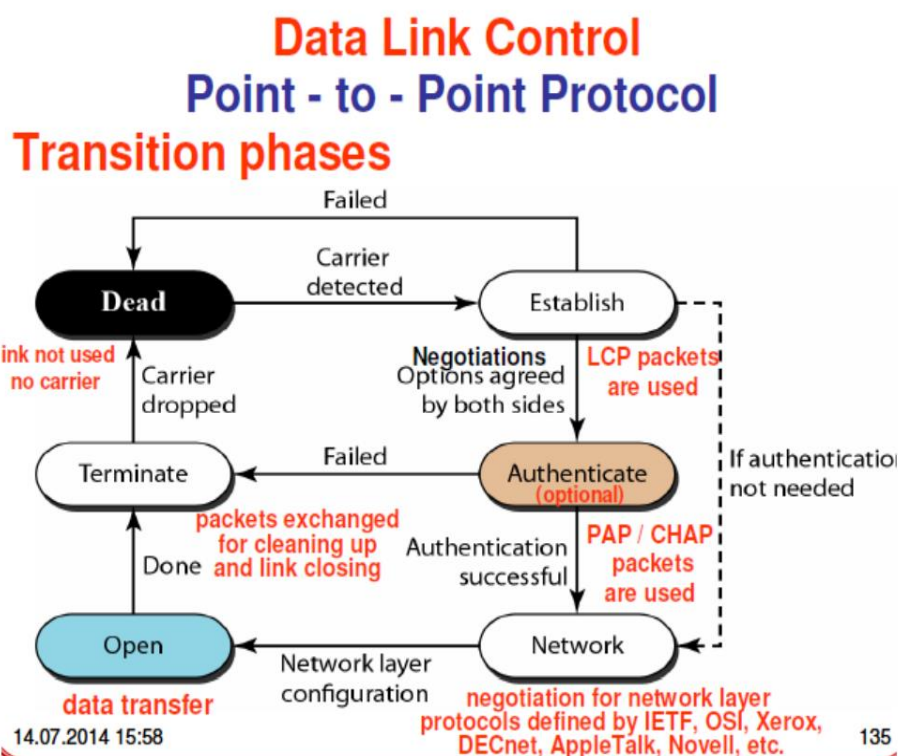 Data Link Control
Point - to - Point Protocol
Transition phases
Failed
Carrier
detected
Dead
Establish
ink not used
no carrier
Carrier
dropped
Negotiations
Options agreed
by both sides
LCP packets
are used
If authentication
not needed
Terminate
Failed
Authenticate
(optional)
packets exchanged
for cleaning up
and link closing
Done
Authentication
successful
PAP / CHAP
packets
are used
Open
Network layer
configuration
Network
data transfer
negotiation for network layer
protocols defined by IETF, OSI, Xerox,
DECnet, AppleTalk, Novell, etc.
14.07.2014 15:58
135